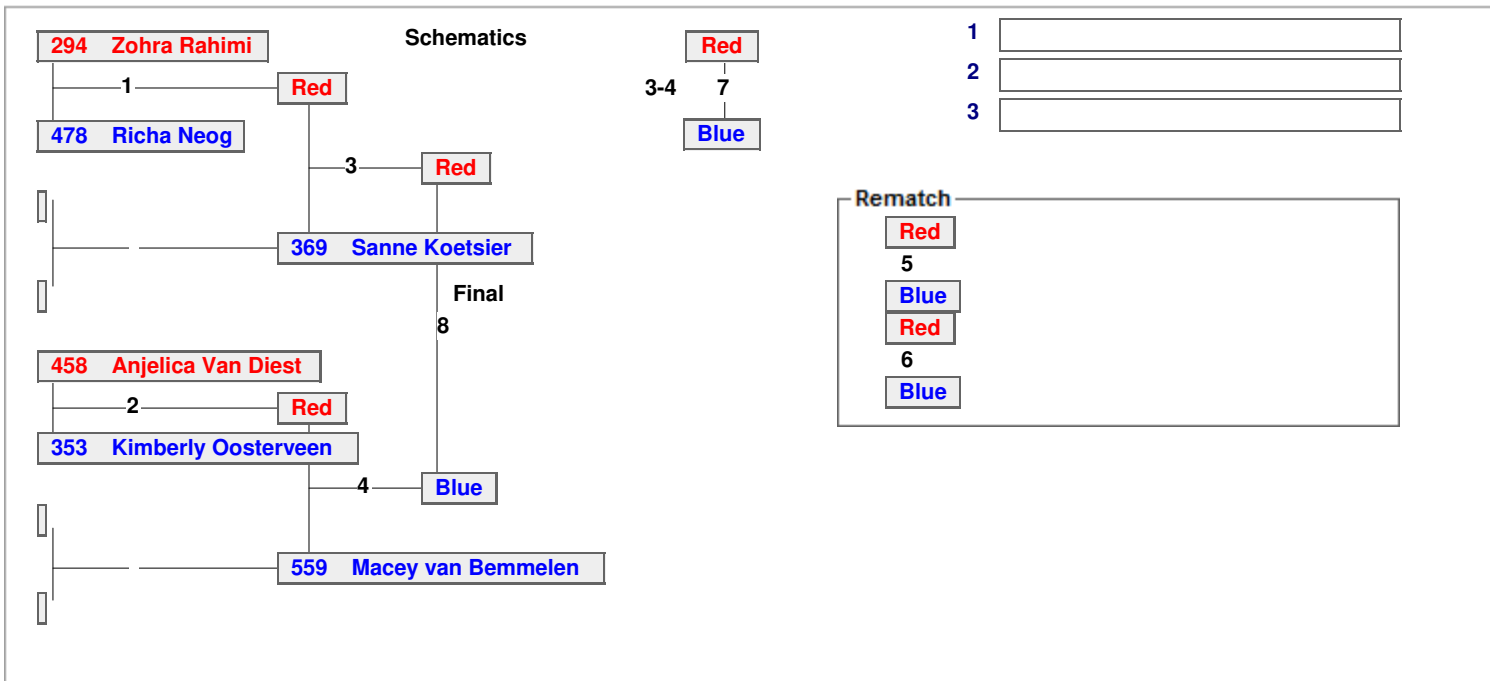 294 Zohra Rahimi
Schematics
1
Red
478 Richa Neog
3
Red
369 Sanne Koetsier
Final
8
458 Anjelica Van Diest
2
Red
353 Kimberly Oosterveen
4
Blue
559 Macey van Bemmelen
Red
3-4 7
Blue
1
2
3
Rematch
Red
5
Blue
Red
6
Blue